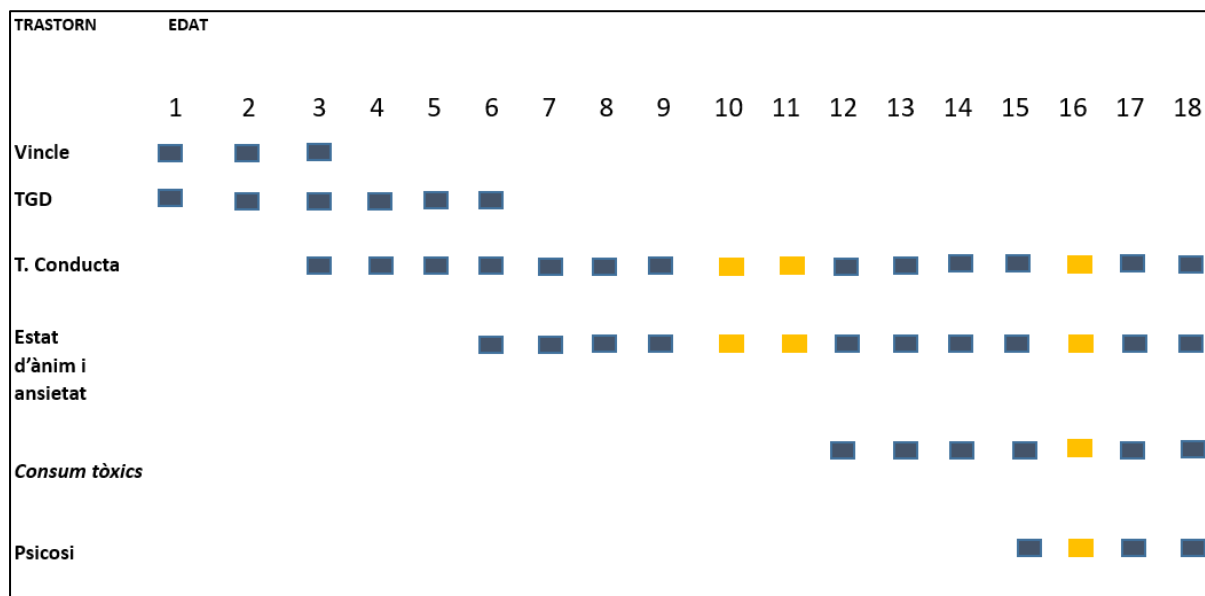 TRASTORN EDAT
1 2 3 4 5 6 7 8 9 10 11 12 13 14 15 16 17 18
Vincle
TGD
T. Conducta
Estat
d'ànim i
ansietat
Consum tòxics
Psicosi